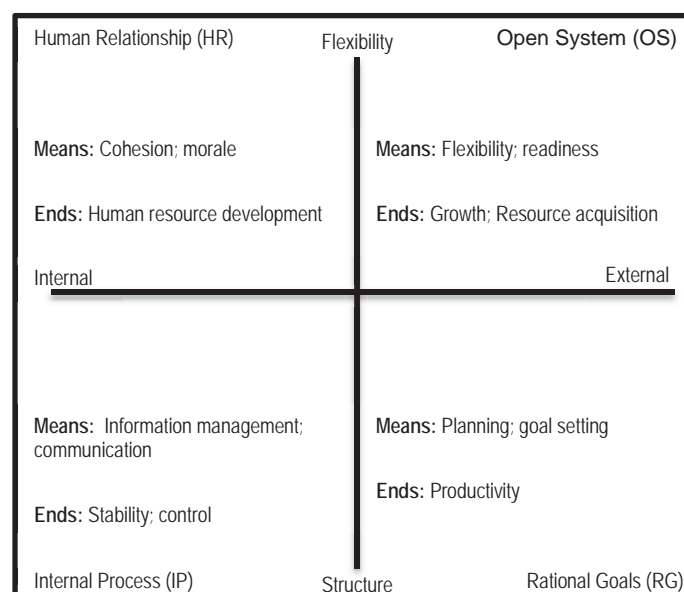 Human Relationship (HR)
Flexibility
Open System (OS)
Means: Cohesion; morale
Means: Flexibility; readiness
Ends: Human resource development
Ends: Growth; Resource acquisition
Internal
External
Means: Information management;
communication
Means: Planning; goal setting
Ends: Productivity
Ends: Stability; control
Internal Process (IP)
Structure
Rational Goals (RG)